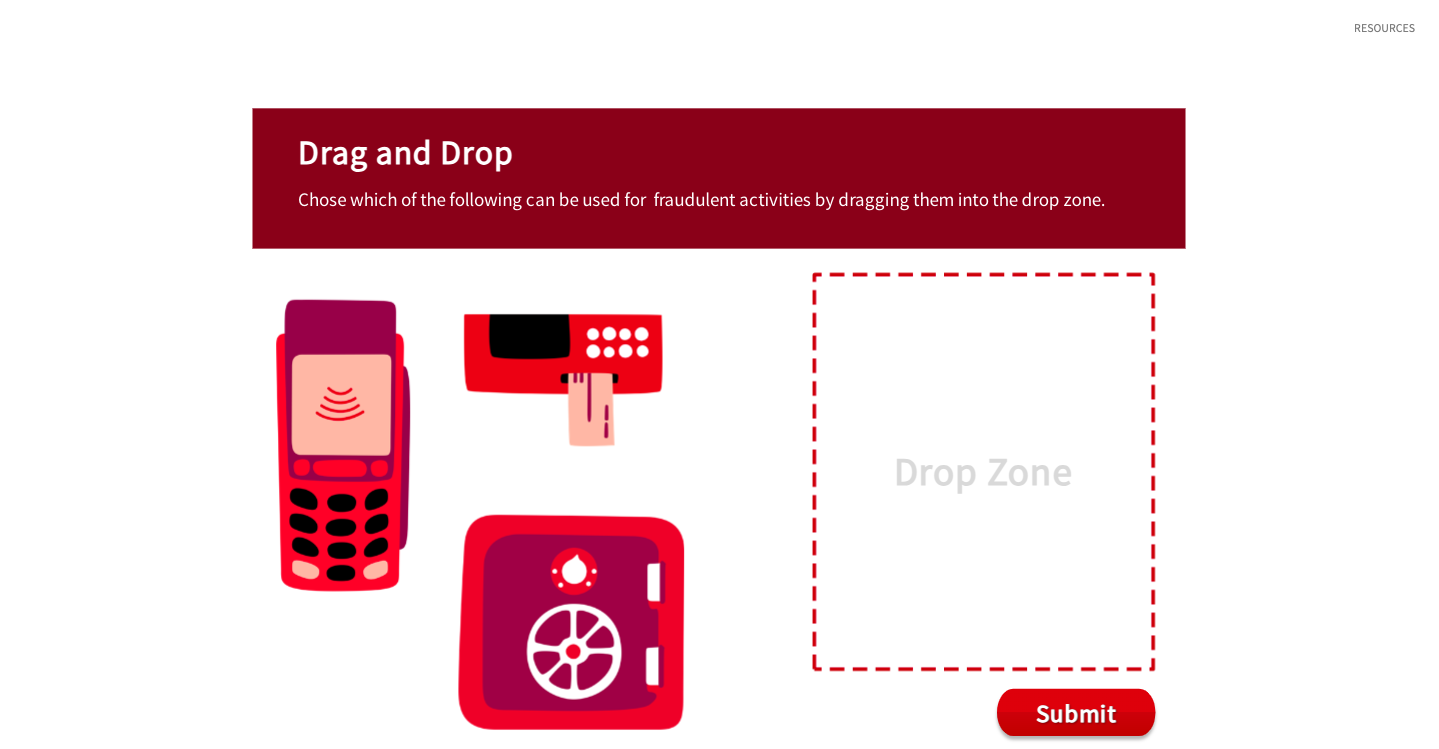 RESOURCES
Drag and Drop
Chose which of the following can be used for  fraudulent activities by dragging them into the drop zone.
Drop Zone
Submit